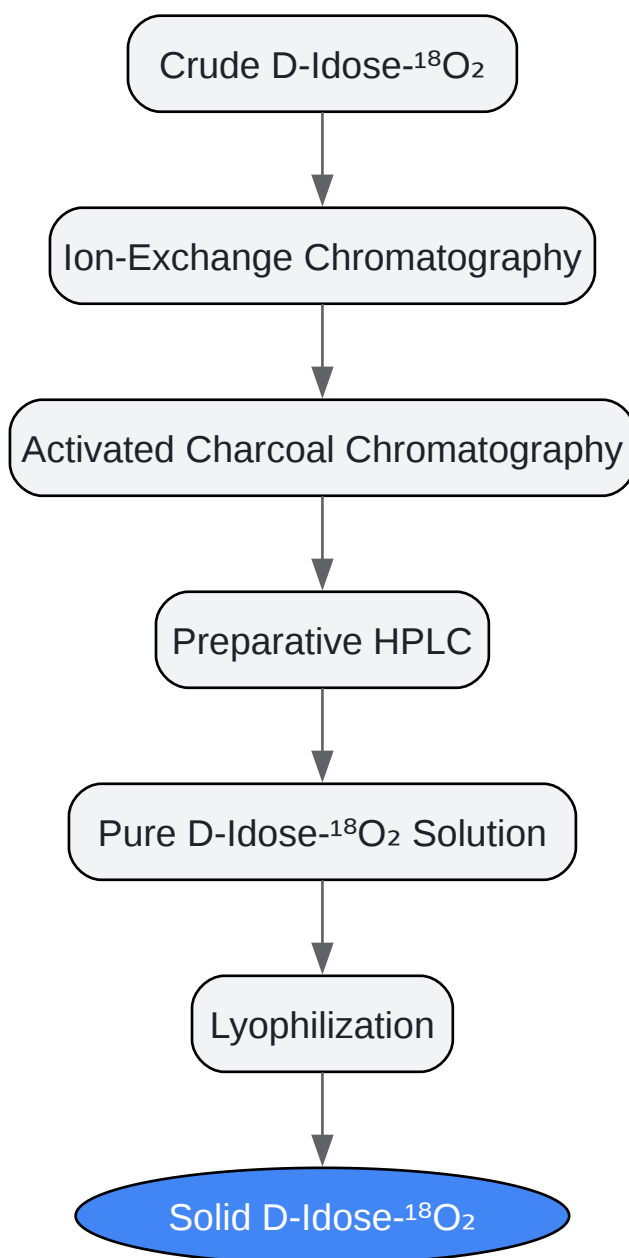 Crude D-Idose-¹⁸O₂
Ion-Exchange Chromatography
Activated Charcoal Chromatography
Preparative HPLC
Pure D-Idose-¹⁸O₂ Solution
Lyophilization
Solid D-Idose-¹⁸O₂